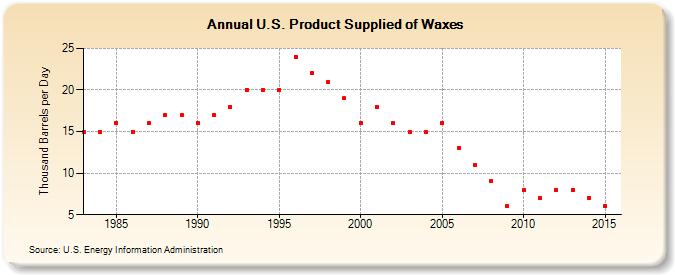 Annual U.S. Product Supplied of Waxes
Thousand Barrels per Day
25
20
15
10
5
1985 1990 1995 2000 2005 2010 2015
Source: U.S. Energy Information Administration